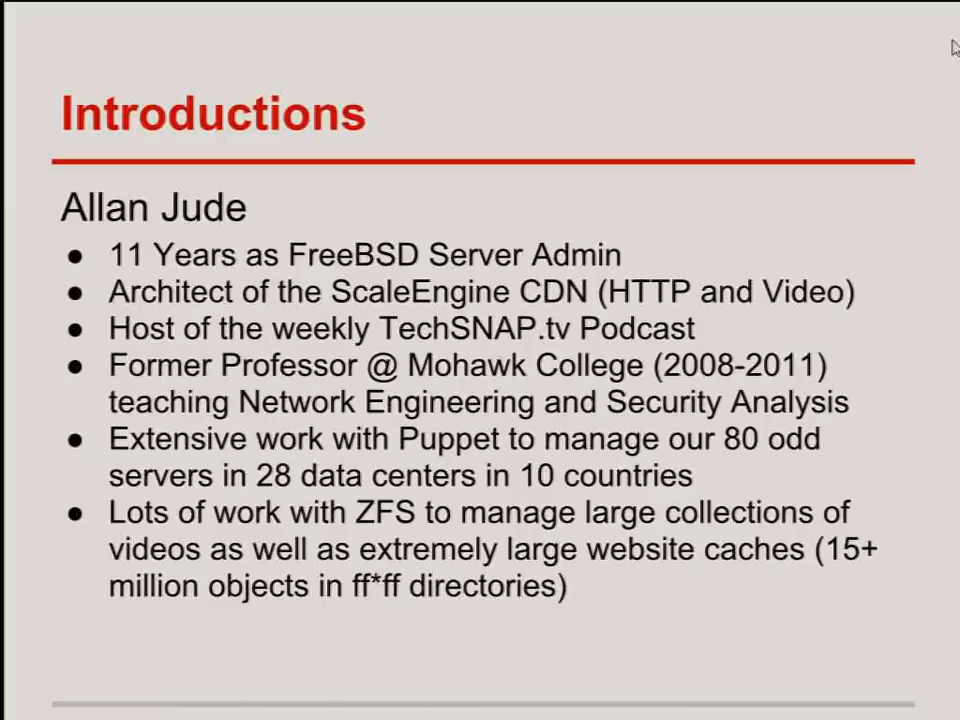 Introductions
Allan Jude
● 11 Years as FreeBSD Server Admin
● Architect of the ScaleEngine CDN (HTTP and Video)
● Host of the weekly TechSNAP.tv Podcast
● Former Professor @ Mohawk College (2008-2011)
teaching Network Engineering and Security Analysis
● Extensive work with Puppet to manage our 80 odd
servers in 28 data centers in 10 countries
● Lots of work with ZFS to manage large collections of
videos as well as extremely large website caches (15+
million objects in ff*ff directories)